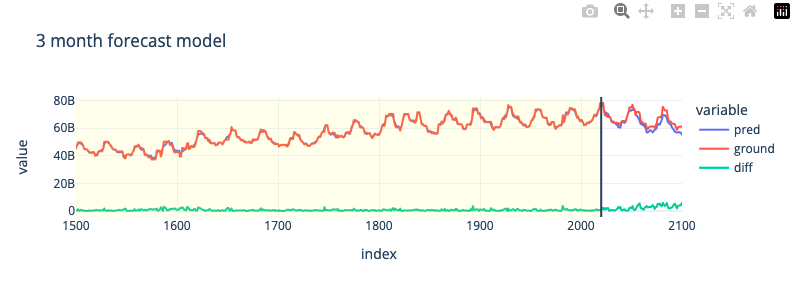 3 month forecast model
80B
60B
40B
20B
0
1500
1600
1700
1800
1900
2000
2100
value
index
variable
pred
ground
diff